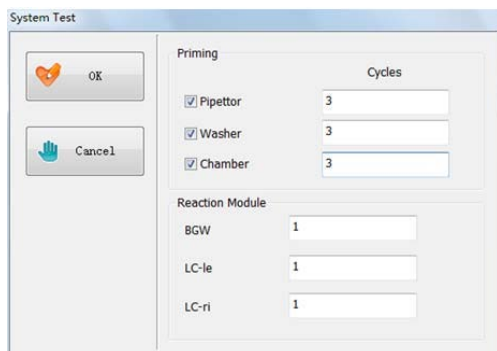 System Test
OK
Cancel
Priming
Cycles
Pipettor 3
Washer 3
Chamber 3
Reaction Module
BGW 1
LC-le 1
LC-ri 1